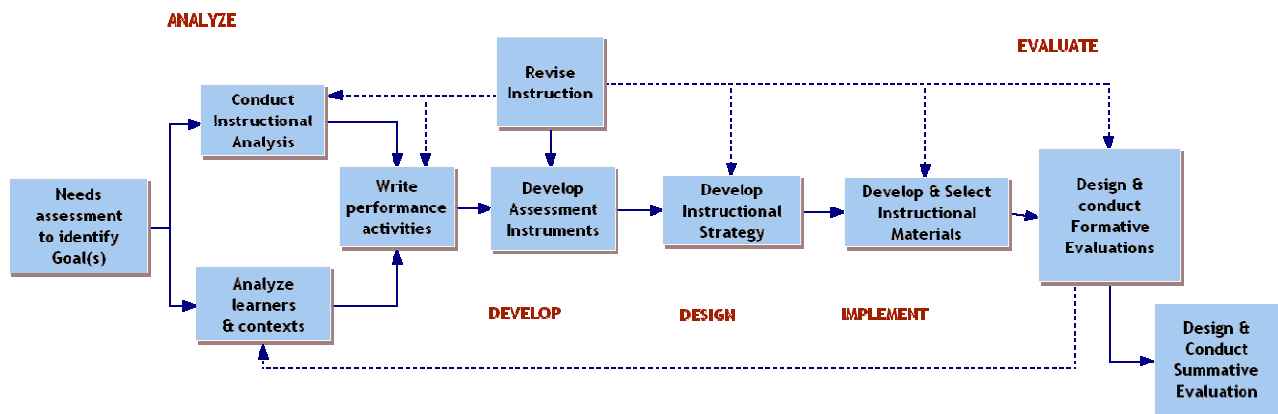 ANALYZE
EVALUATE
Revise
Instruction
Conduct
Instructional
Analysis
Needs
assessment
to identify
Goal(s)
Write
performance
activities
Develop
Assessment
Instruments
Develop
Instructional
Strategy
Develop & Select
Instructional
Materials
Design &
conduct
Formative
Evaluations
Analyze
learners
& contexts
DEVELOP
DESIGN
IMPLEMENT
Design &
Conduct
Summative
Evaluation